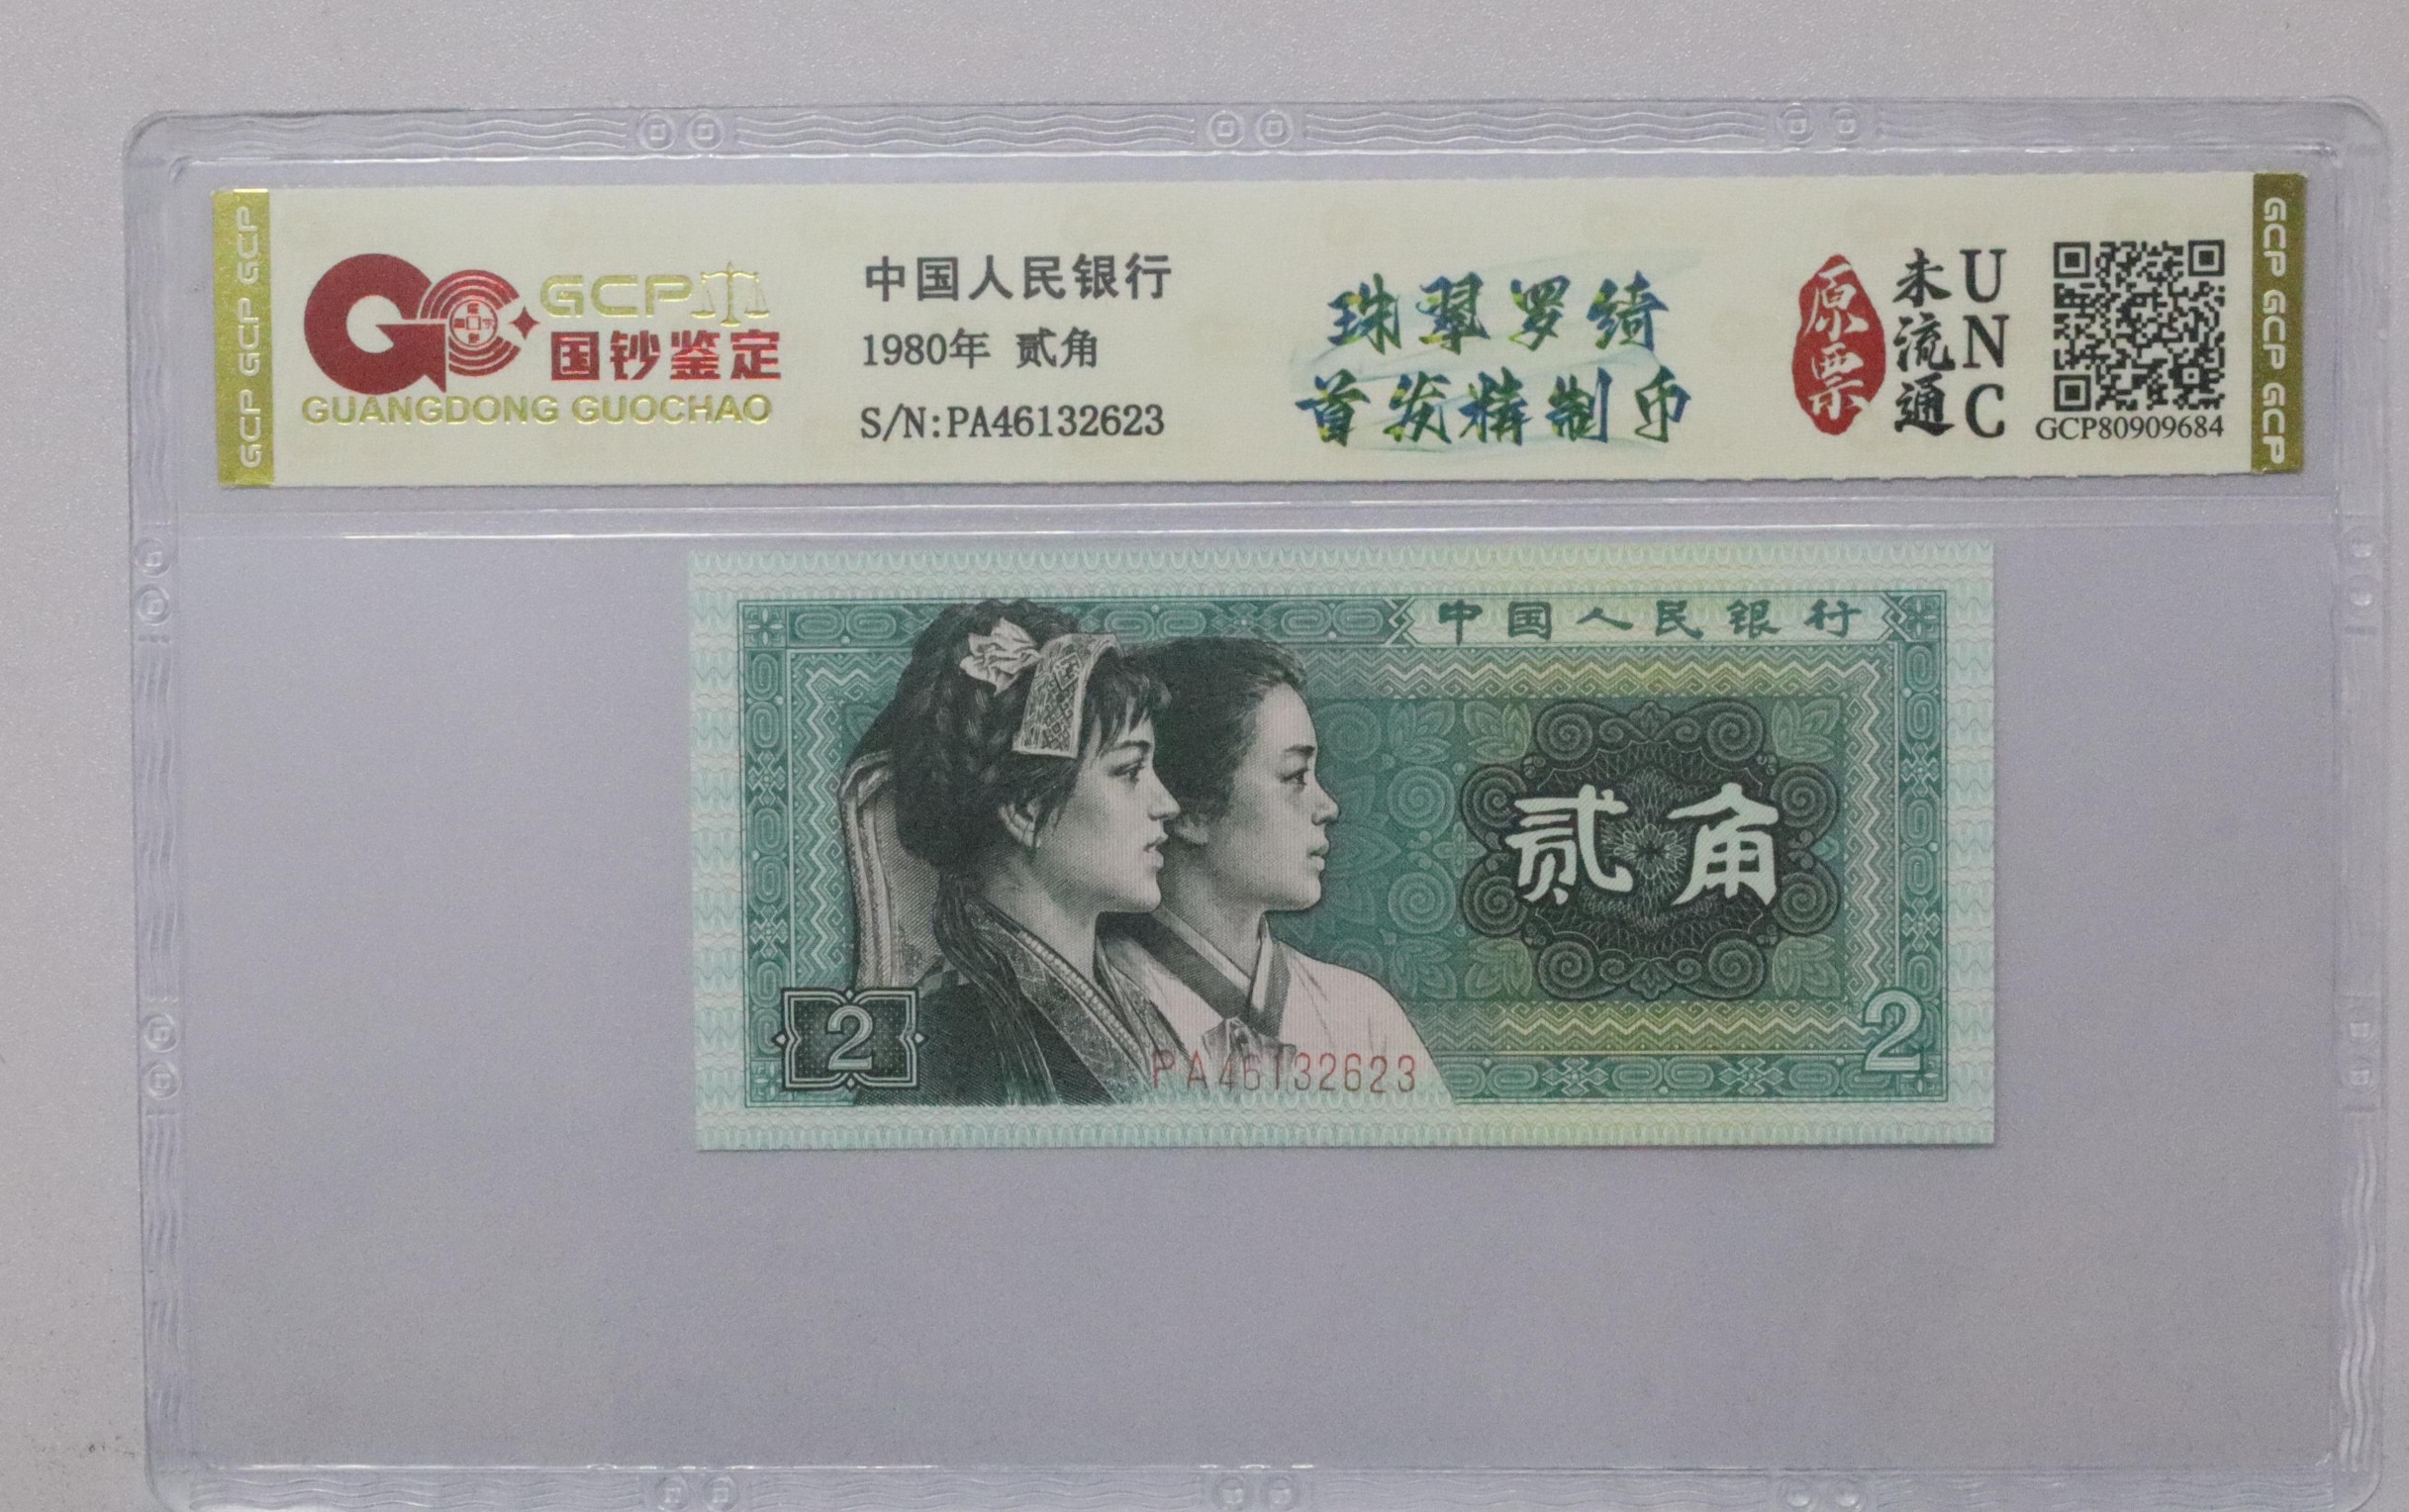 GCP GCP GCP
GCP
国钞鉴定
GUANGDONG GUOCHAO
中国人民银行
1980年 贰角
S/N:PA46132623
珠翠罗绮
首发精制币
原票
未流通
UNC
GCP80909684
GCP GCP GCP
中国人民银行
贰角
2
PA46132623
2